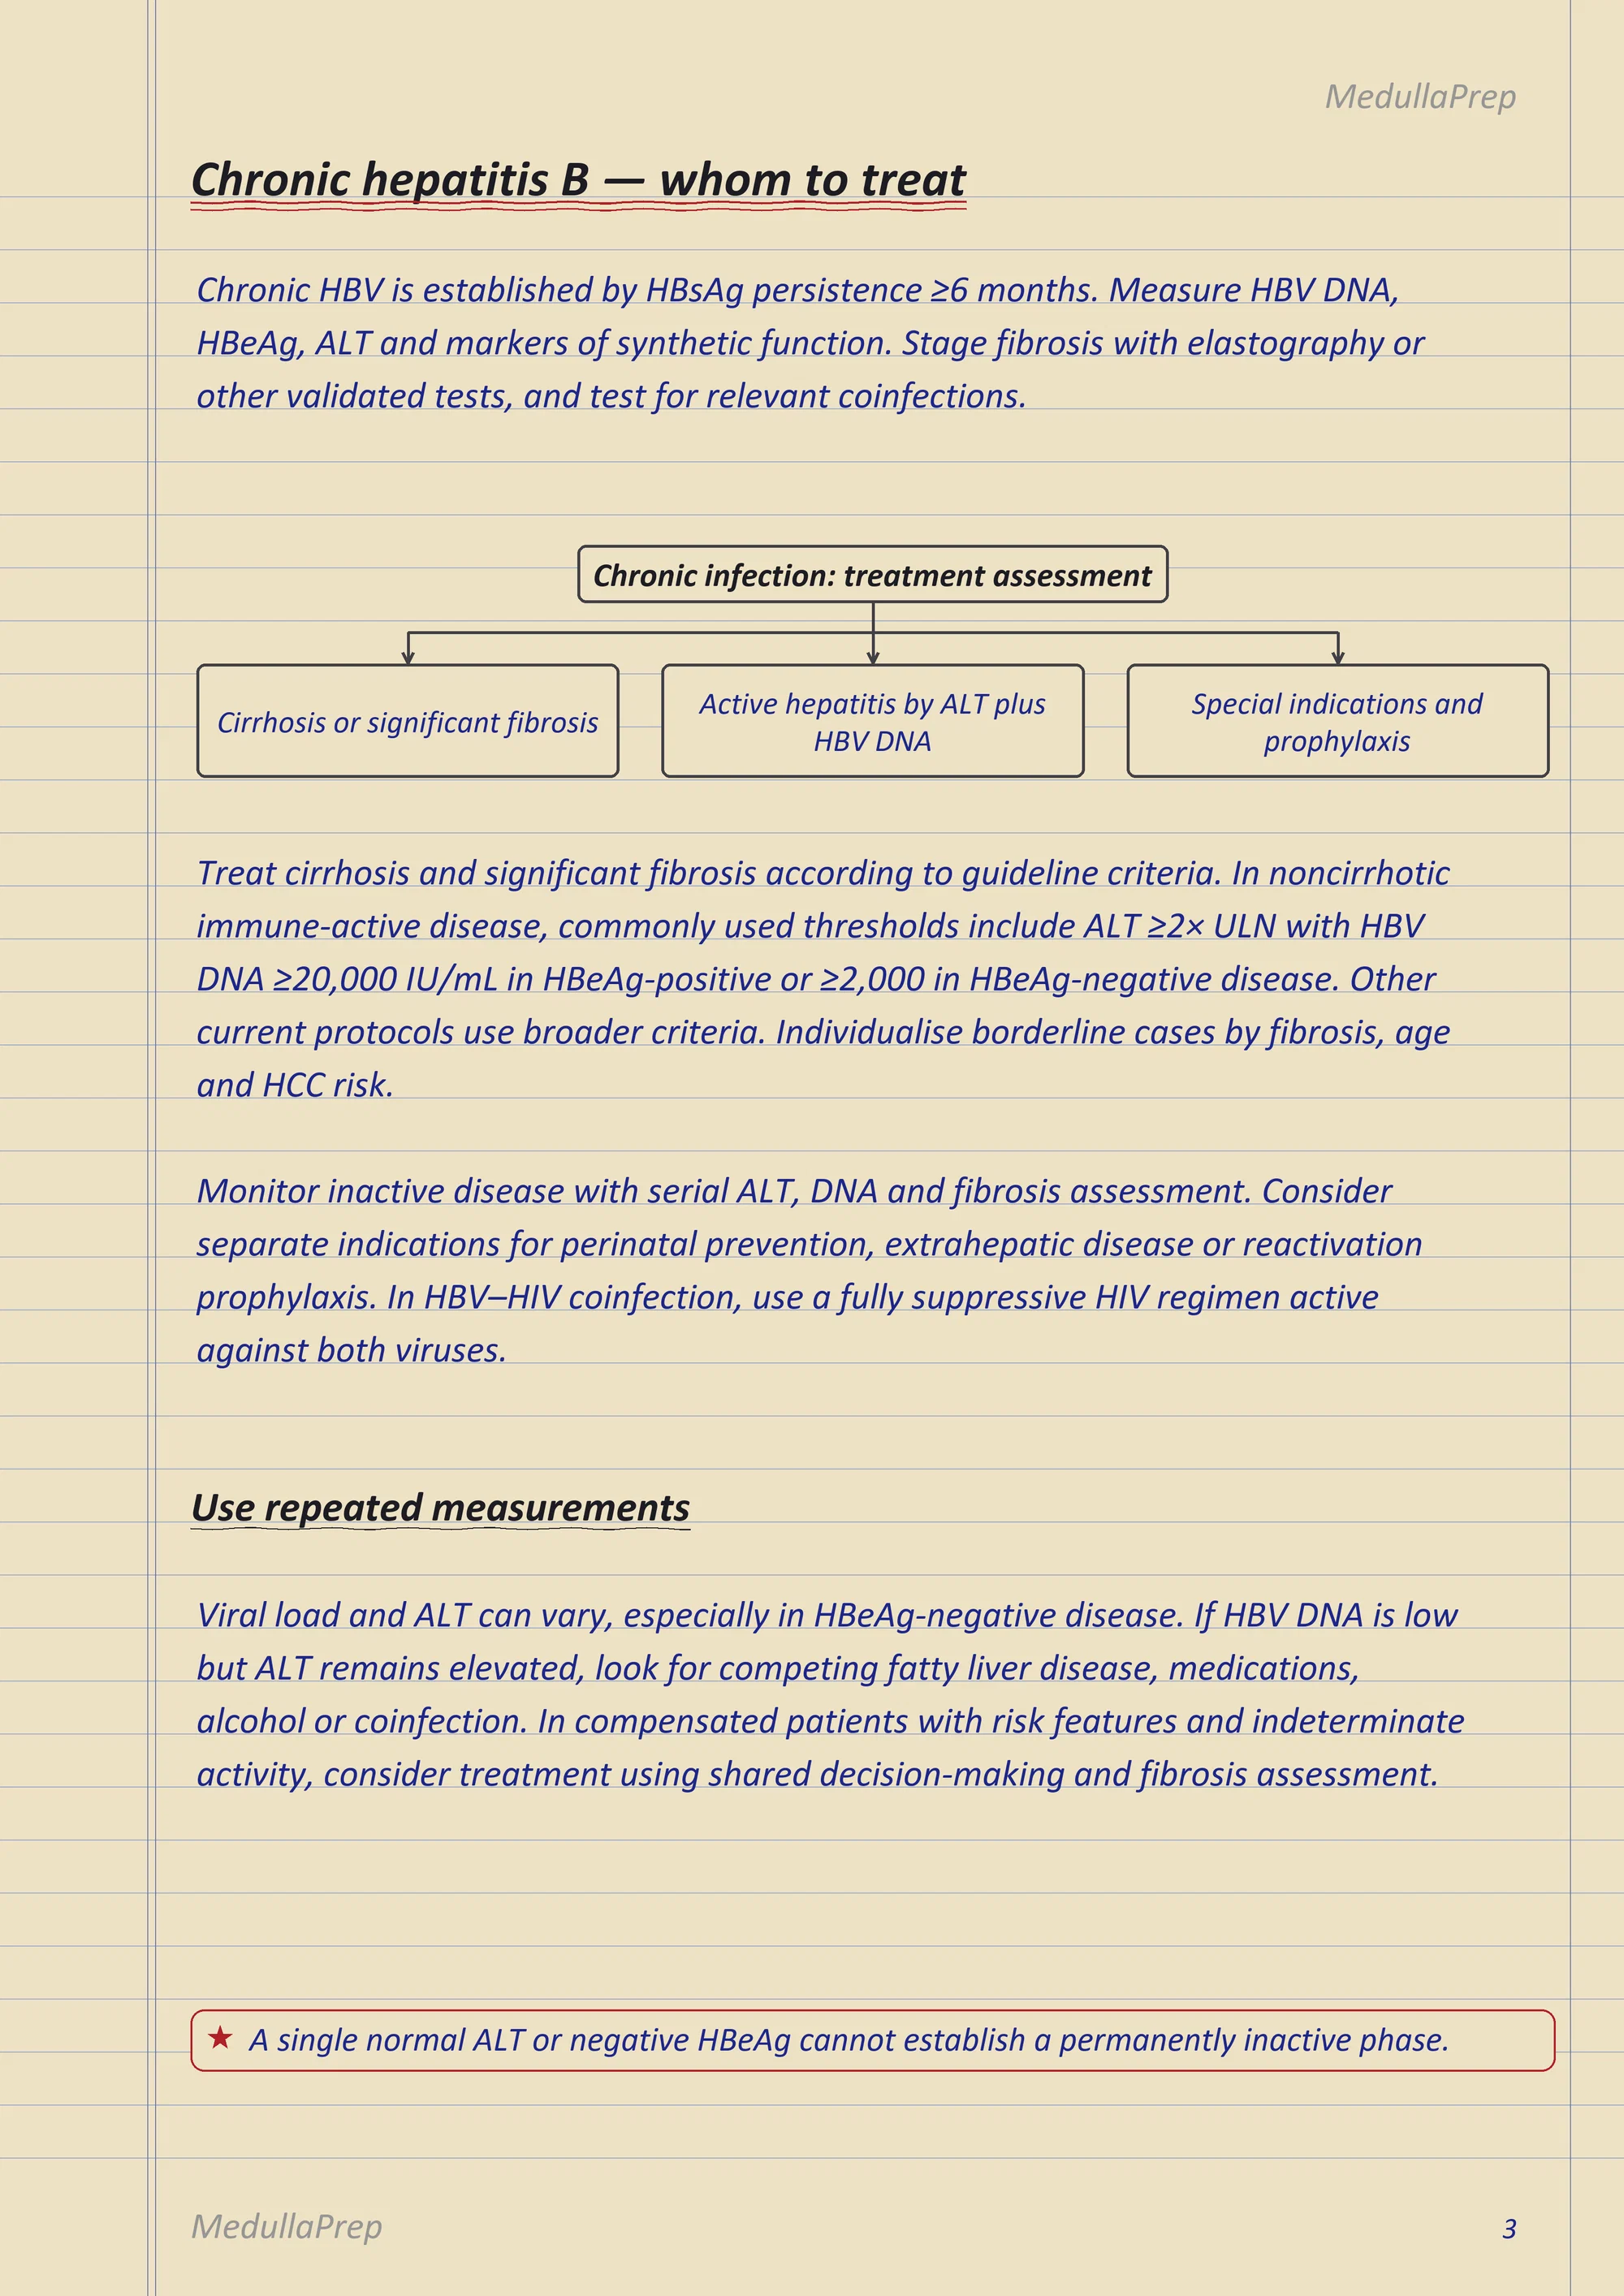 MedullaPrep
Chronic hepatitis B — whom to treat
Chronic HBV is established by HBsAg persistence ≥6 months. Measure HBV DNA,
HBeAg, ALT and markers of synthetic function. Stage fibrosis with elastography or
other validated tests, and test for relevant coinfections.
Chronic infection: treatment assessment
Cirrhosis or significant fibrosis
Active hepatitis by ALT plus
HBV DNA
Special indications and
prophylaxis
Treat cirrhosis and significant fibrosis according to guideline criteria. In noncirrhotic
immune-active disease, commonly used thresholds include ALT ≥2× ULN with HBV
DNA ≥20,000 IU/mL in HBeAg-positive or ≥2,000 in HBeAg-negative disease. Other
current protocols use broader criteria. Individualise borderline cases by fibrosis, age
and HCC risk.
Monitor inactive disease with serial ALT, DNA and fibrosis assessment. Consider
separate indications for perinatal prevention, extrahepatic disease or reactivation
prophylaxis. In HBV–HIV coinfection, use a fully suppressive HIV regimen active
against both viruses.
Use repeated measurements
Viral load and ALT can vary, especially in HBeAg-negative disease. If HBV DNA is low
but ALT remains elevated, look for competing fatty liver disease, medications,
alcohol or coinfection. In compensated patients with risk features and indeterminate
activity, consider treatment using shared decision-making and fibrosis assessment.
★ A single normal ALT or negative HBeAg cannot establish a permanently inactive phase.
MedullaPrep
3